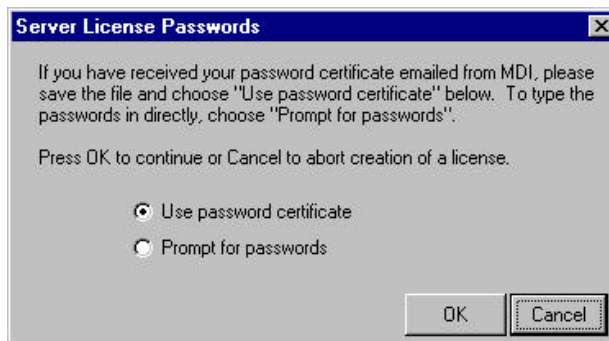 Server License Passwords
If you have received your password certificate emailed from MDI, please
save the file and choose "Use password certificate" below. To type the
passwords in directly, choose "Prompt for passwords".
Press OK to continue or Cancel to abort creation of a license.
Use password certificate
Prompt for passwords
OK
Cancel